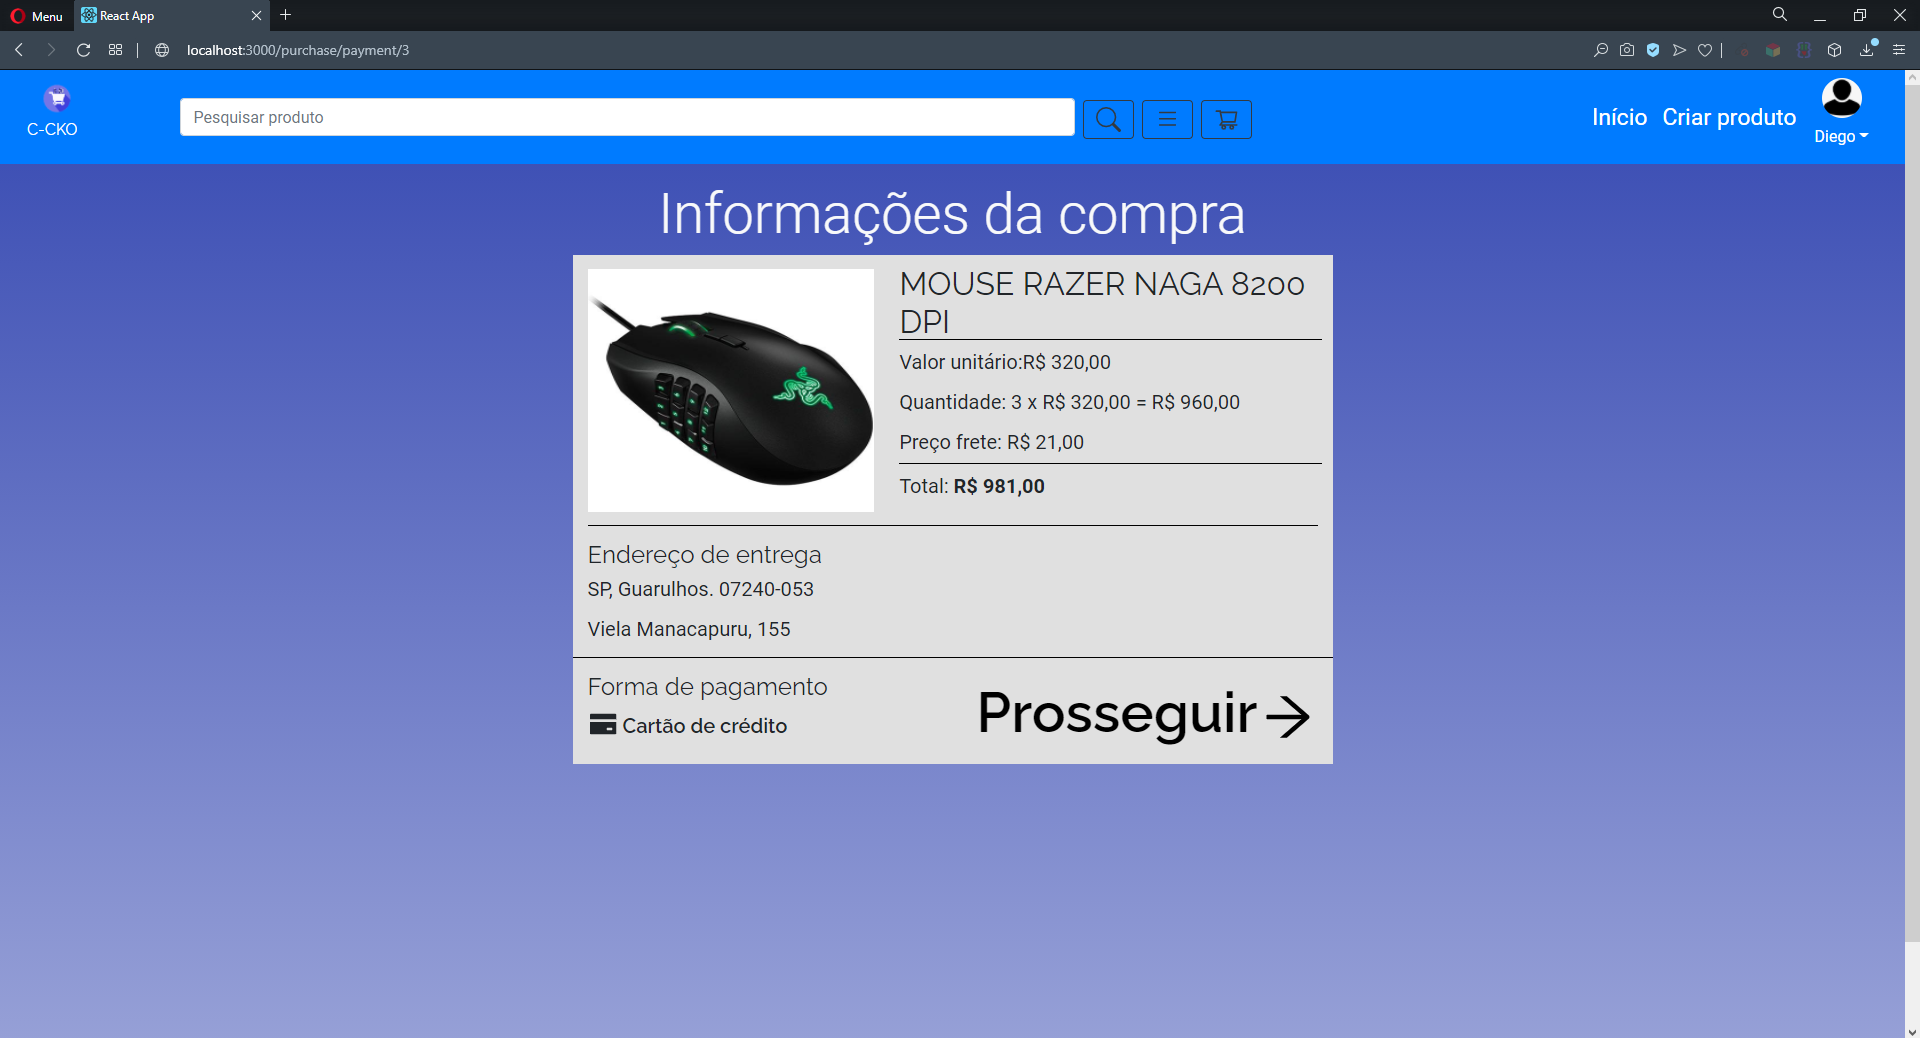 Menu
React App
localhost:3000/purchase/payment/3
C-CKO
Pesquisar produto
Início Criar produto
Diego
Informações da compra
MOUSE RAZER NAGA 8200
DPI
Valor unitário:R$ 320,00
Quantidade: 3 x R$ 320,00 = R$ 960,00
Preço frete: R$ 21,00
Total: R$ 981,00
Endereço de entrega
SP, Guarulhos. 07240-053
Viela Manacapuru, 155
Forma de pagamento
Cartão de crédito
Prosseguir